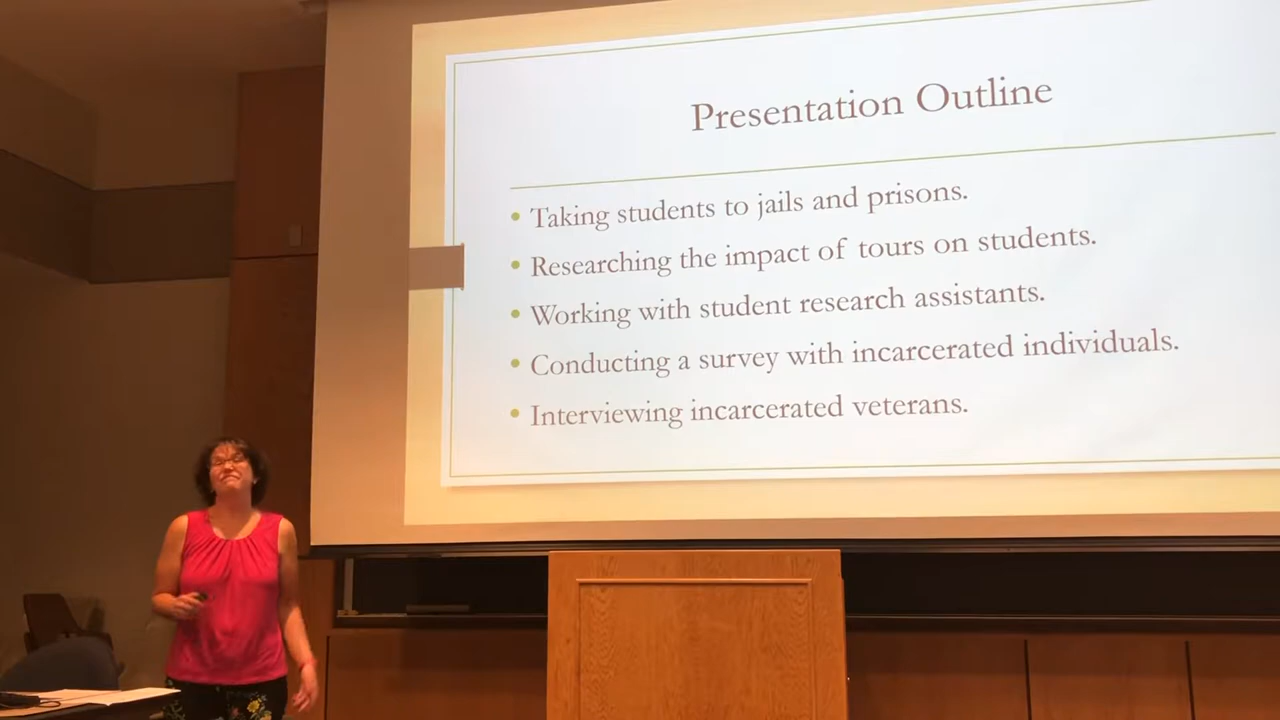 Presentation Outline
• Taking students to jails and prisons.
• Researching the impact of tours on students.
• Working with student research assistants.
• Conducting a survey with incarcerated individuals.
• Interviewing incarcerated veterans.